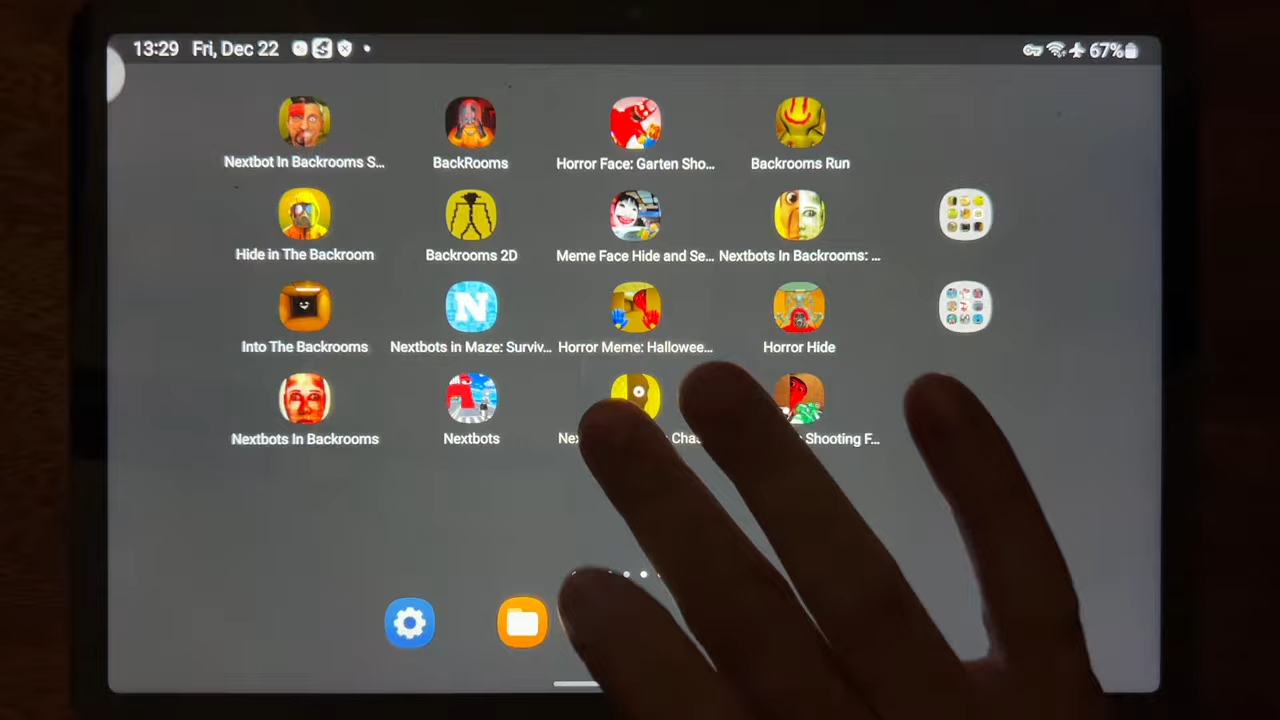 13:29 Fri, Dec 22
67%
Nextbot In Backrooms S...
BackRooms
Horror Face: Garten Sho...
Backrooms Run
Hide in The Backroom
Backrooms 2D
Meme Face Hide and Se...
Nextbots In Backrooms: ...
Into The Backrooms
N
Nextbots in Maze: Surviv...
Horror Meme: Hallowee...
Horror Hide
Nextbots In Backrooms
Nextbots
Shooting F...